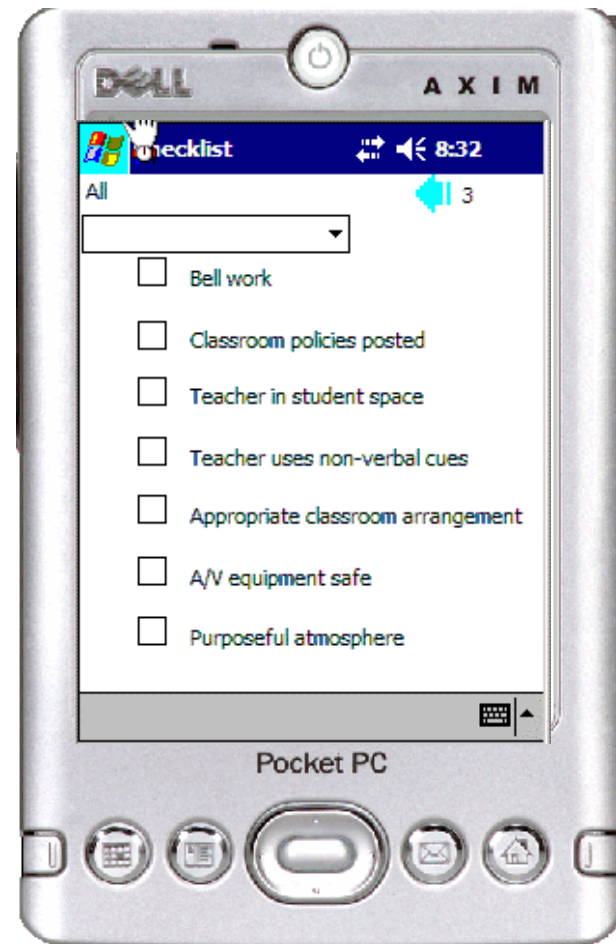 DELL
AXIM
Checklist 8:32
All 3
Bell work
Classroom policies posted
Teacher in student space
Teacher uses non-verbal cues
Appropriate classroom arrangement
A/V equipment safe
Purposeful atmosphere
Pocket PC